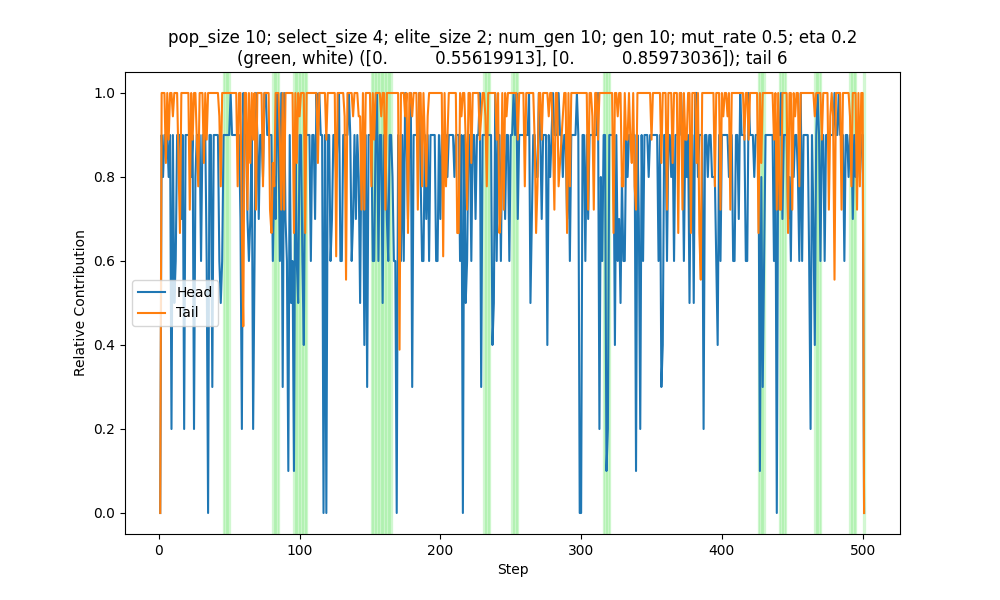 pop_size 10; select_size 4; elite_size 2; num_gen 10; gen 10; mut_rate 0.5; eta 0.2
(green, white) ([0.         0.55619913], [0.         0.85973036]); tail 6
1.0
0.8
0.6
0.4
0.2
0.0
Relative Contribution
Head
Tail
0
100
200
300
400
500
Step